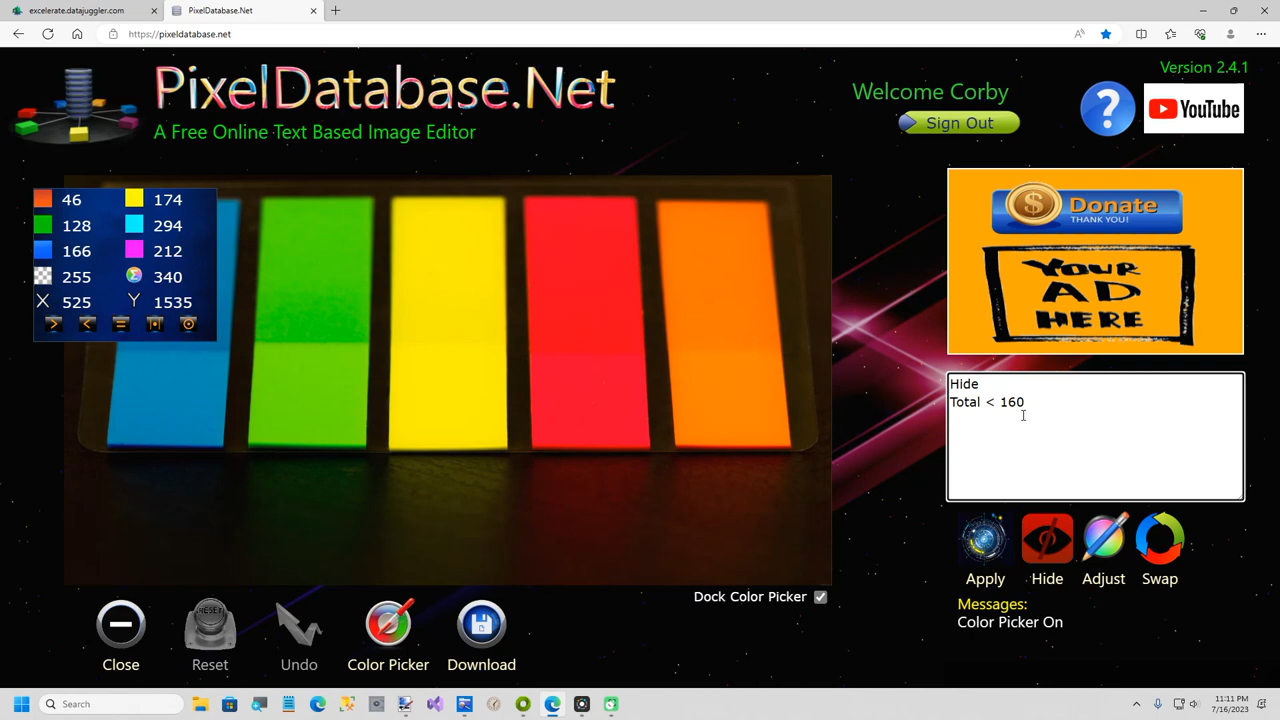 excelerate.datajuggler.com
PixelDatabase.Net
https://pixeldatabase.net
PixelDatabase.Net
A Free Online Text Based Image Editor
Welcome Corby
Sign Out
Version 2.4.1
?
YouTube
46 174
128 294
166 212
255 340
X 525 Y 1535
$ Donate
THANK YOU!
YOUR
AD
HERE
Hide
Total < 160
Apply Hide Adjust Swap
Messages:
Color Picker On
Dock Color Picker
RESET
Close Reset Undo Color Picker Download
Search
11:11 PM
7/16/2023